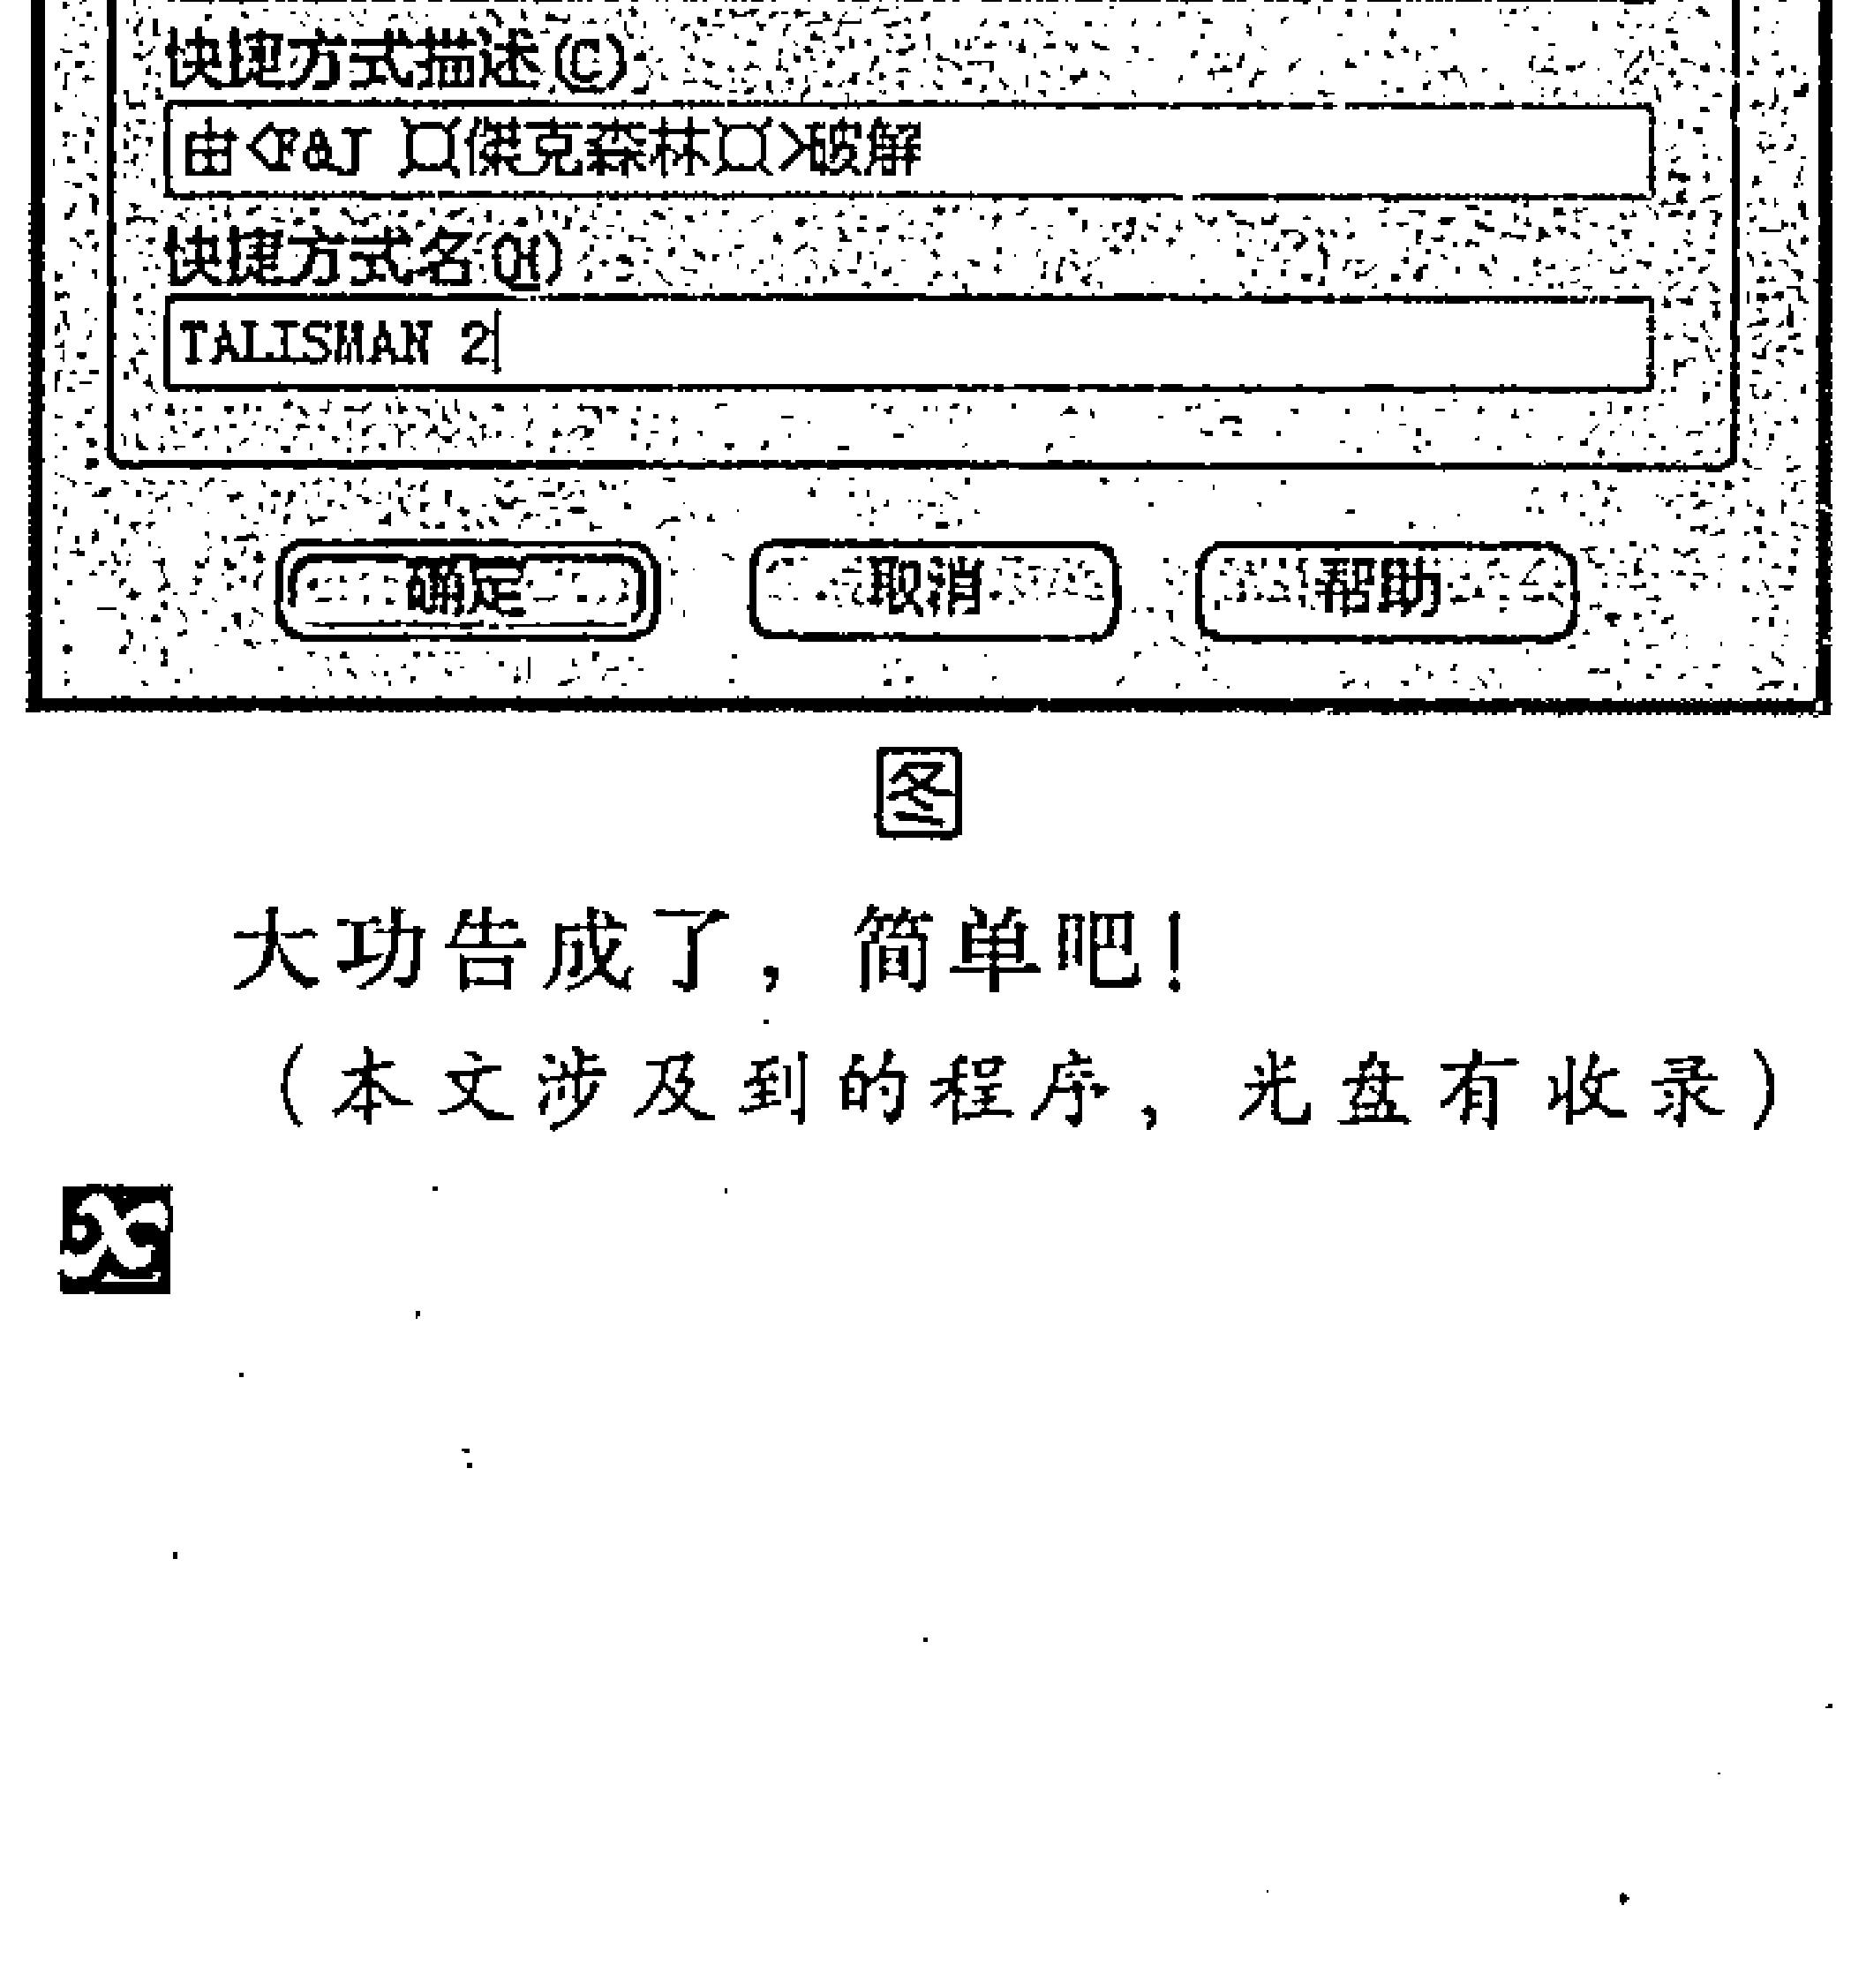 快捷方式描述(C)
由<F&J ¤傑克森林¤>破解
快捷方式名(H)
TALISMAN 2
确定 取消 帮助
图
大功告成了，简单吧！
（本文涉及到的程序，光盘有收录）